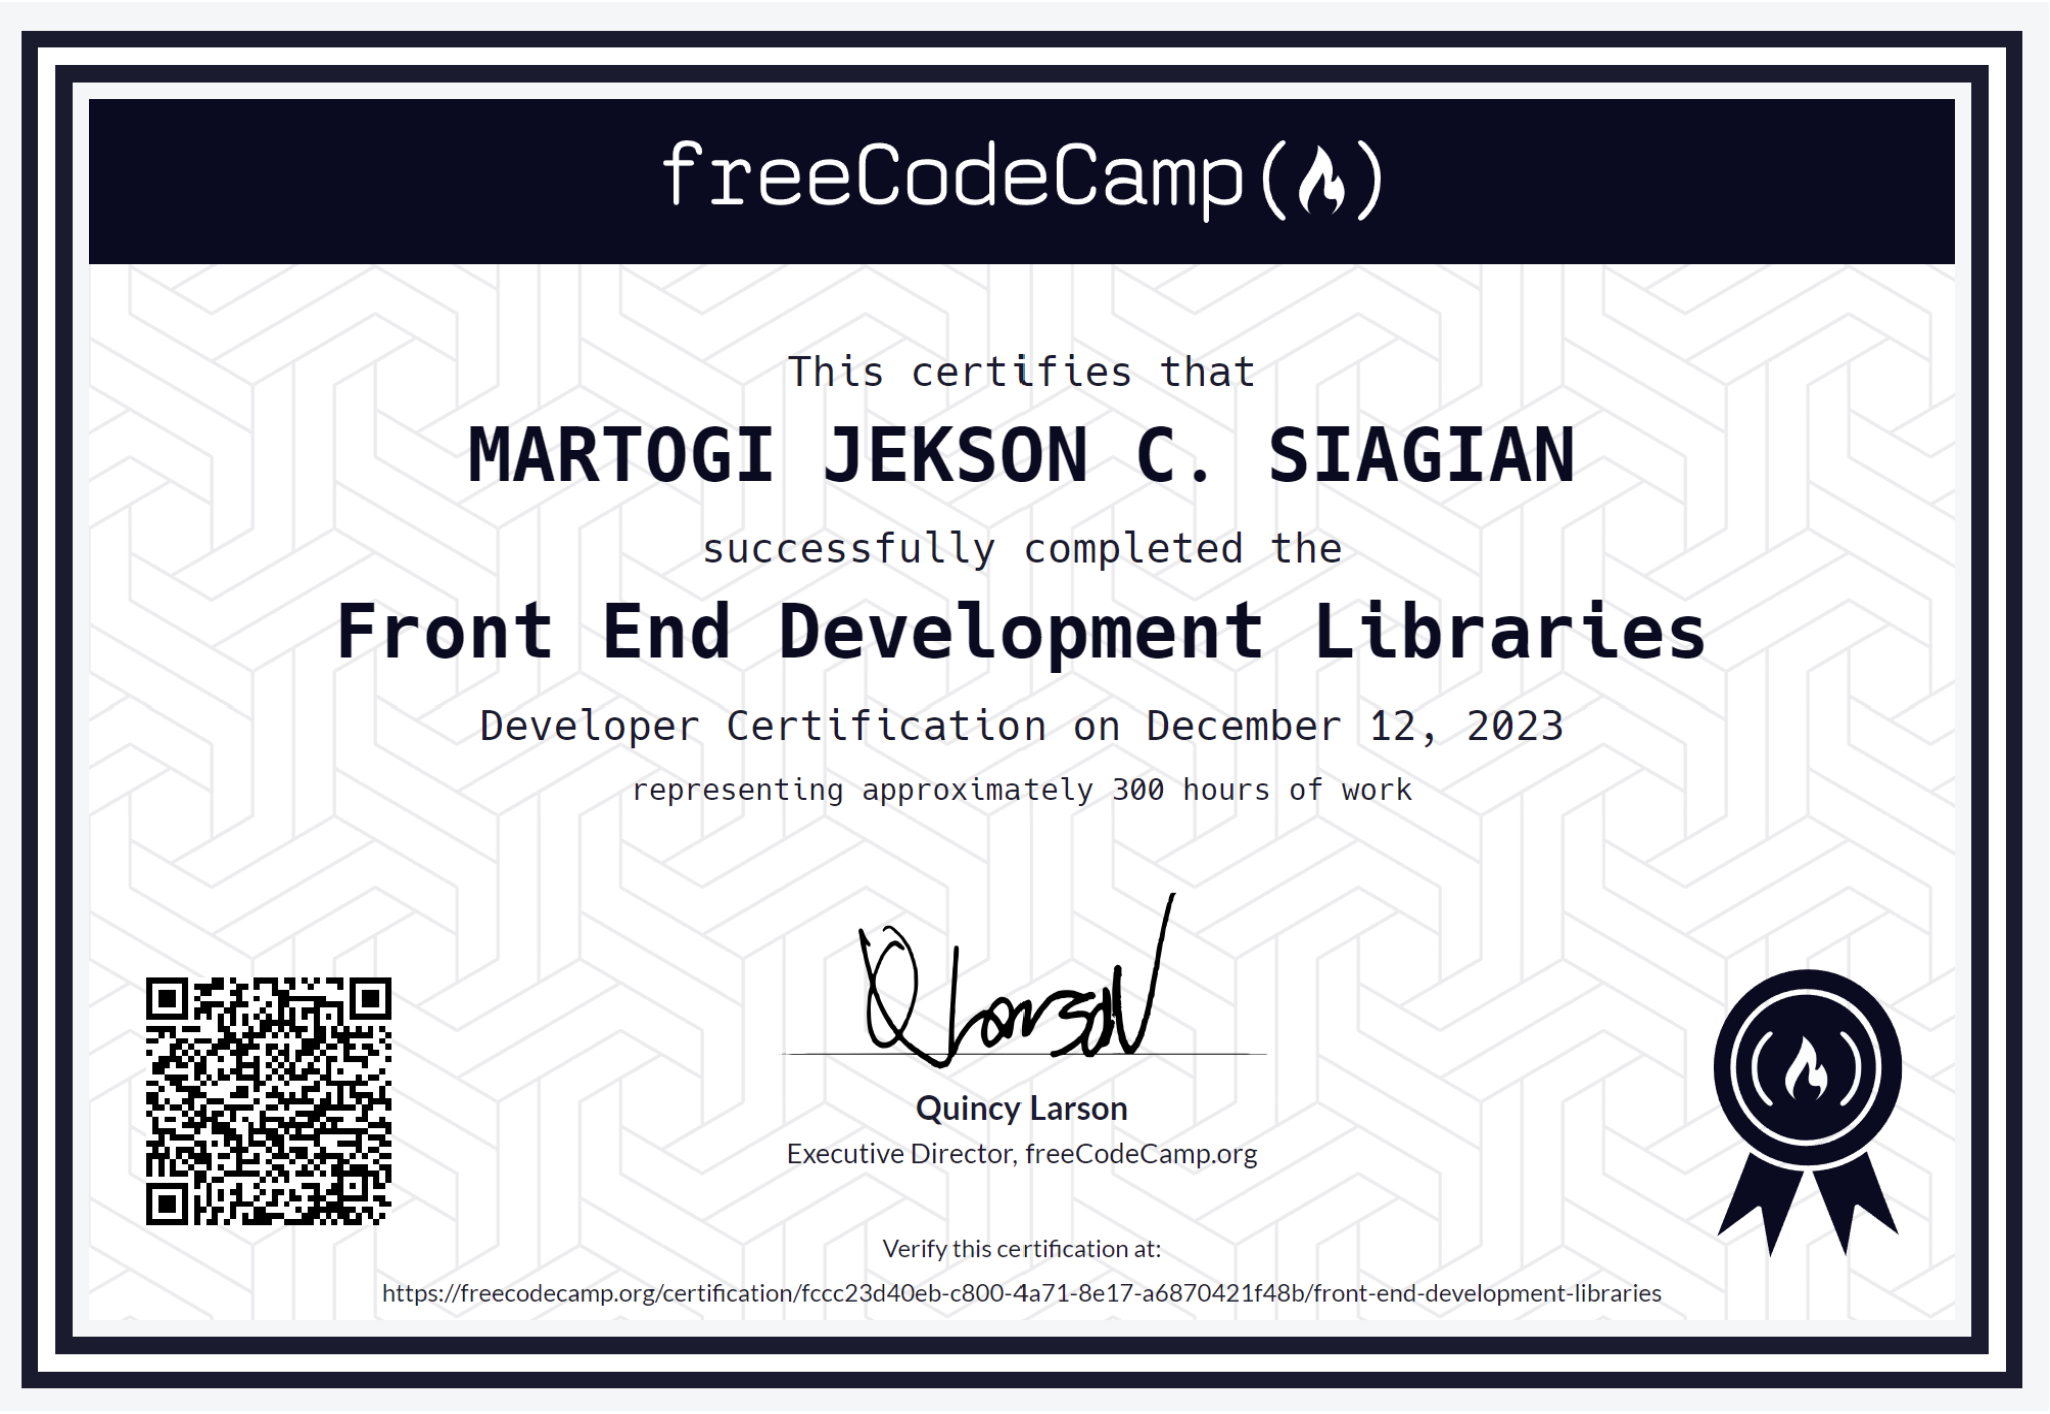 freeCodeCamp
This certifies that
MARTOGI JEKSON C. SIAGIAN
successfully completed the
Front End Development Libraries
Developer Certification on December 12, 2023
representing approximately 300 hours of work
Quincy Larson
Executive Director, freeCodeCamp.org
Verify this certification at:
https://freecodecamp.org/certification/fccc23d40eb-c800-4a71-8e17-a6870421f48b/front-end-development-libraries